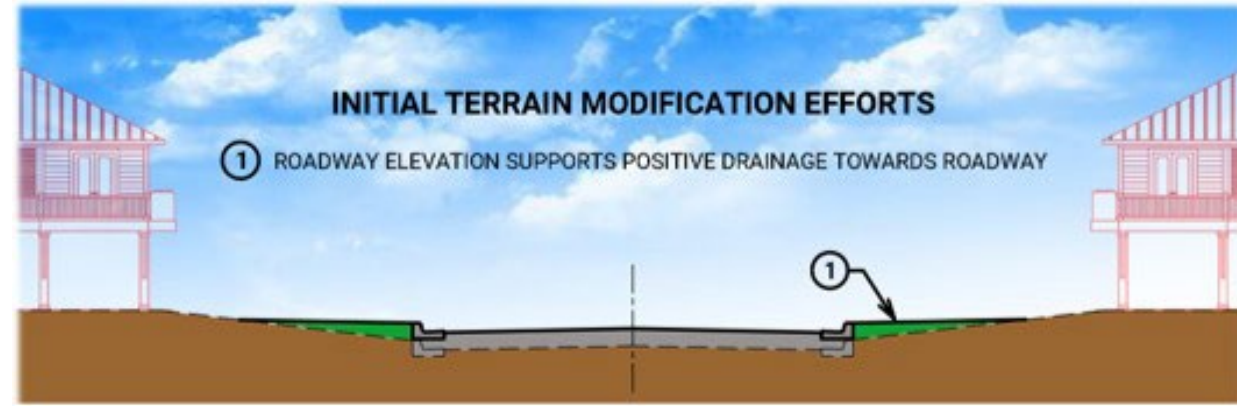 INITIAL TERRAIN MODIFICATION EFFORTS
1 ROADWAY ELEVATION SUPPORTS POSITIVE DRAINAGE TOWARDS ROADWAY
1